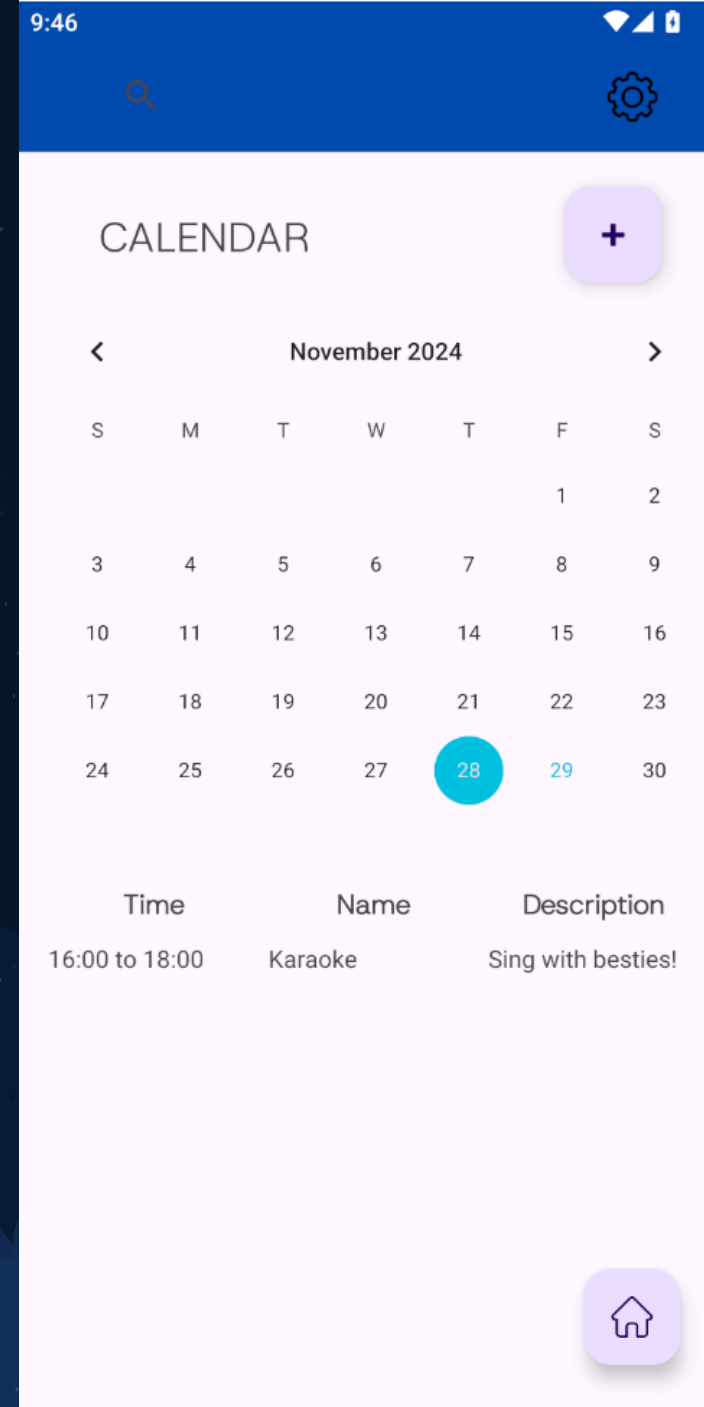 9:46
CALENDAR
+
November 2024
S M T W T F S
1 2
3 4 5 6 7 8 9
10 11 12 13 14 15 16
17 18 19 20 21 22 23
24 25 26 27 28 29 30
Time Name Description
16:00 to 18:00 Karaoke Sing with besties!